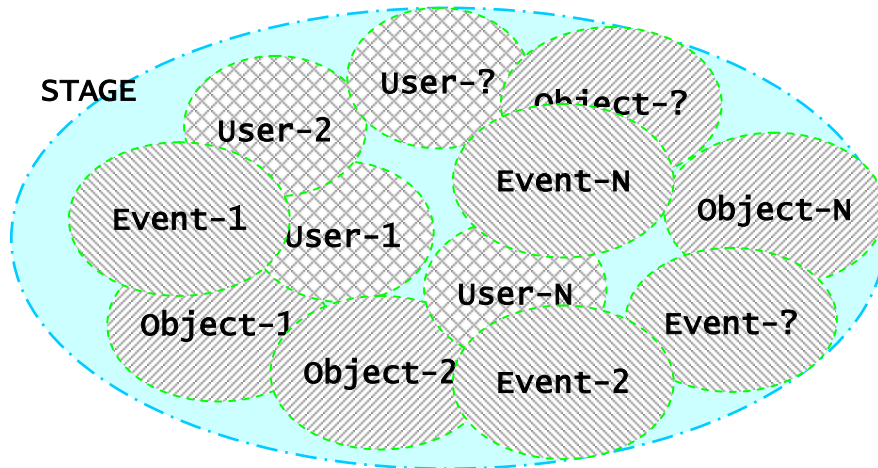 User-?
STAGE
Object-?
User-2
Event-N
Object-N
Event-1
User-1
User-N
Object-1
Event-?
Object-2
Event-2